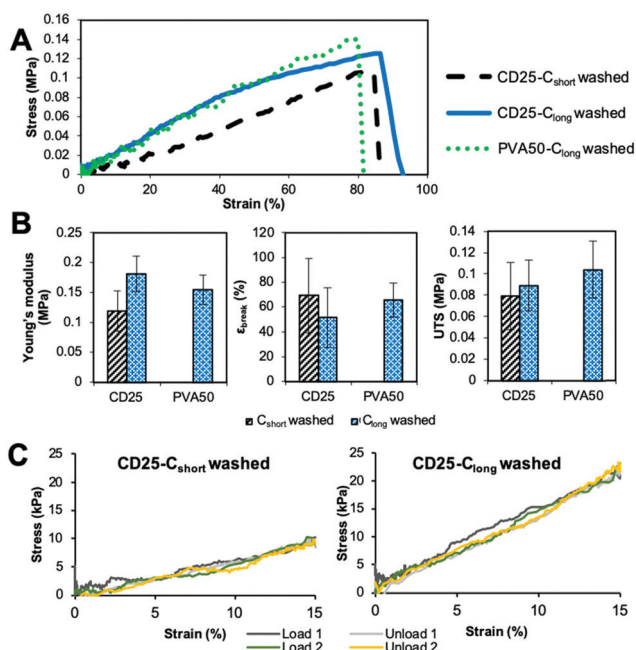 A
Stress (MPa)
0.16
0.14
0.12
0.1
0.08
0.06
0.04
0.02
0
0 20 40 60 80 100
Strain (%)
CD25-Cshort washed
CD25-Clong washed
PVA50-Clong washed
B
Young's modulus
(MPa)
0.25
0.2
0.15
0.1
0.05
0
CD25 PVA50
εbreak
(%)
120
100
80
60
40
20
0
CD25 PVA50
UTS (MPa)
0.14
0.12
0.1
0.08
0.06
0.04
0.02
0
CD25 PVA50
Cshort washed Clong washed
C
CD25-Cshort washed
Stress (kPa)
25
20
15
10
5
0
0 5 10 15
Strain (%)
CD25-Clong washed
Stress (kPa)
25
20
15
10
5
0
0 5 10 15
Strain (%)
Load 1 Unload 1
Load 2 Unload 2